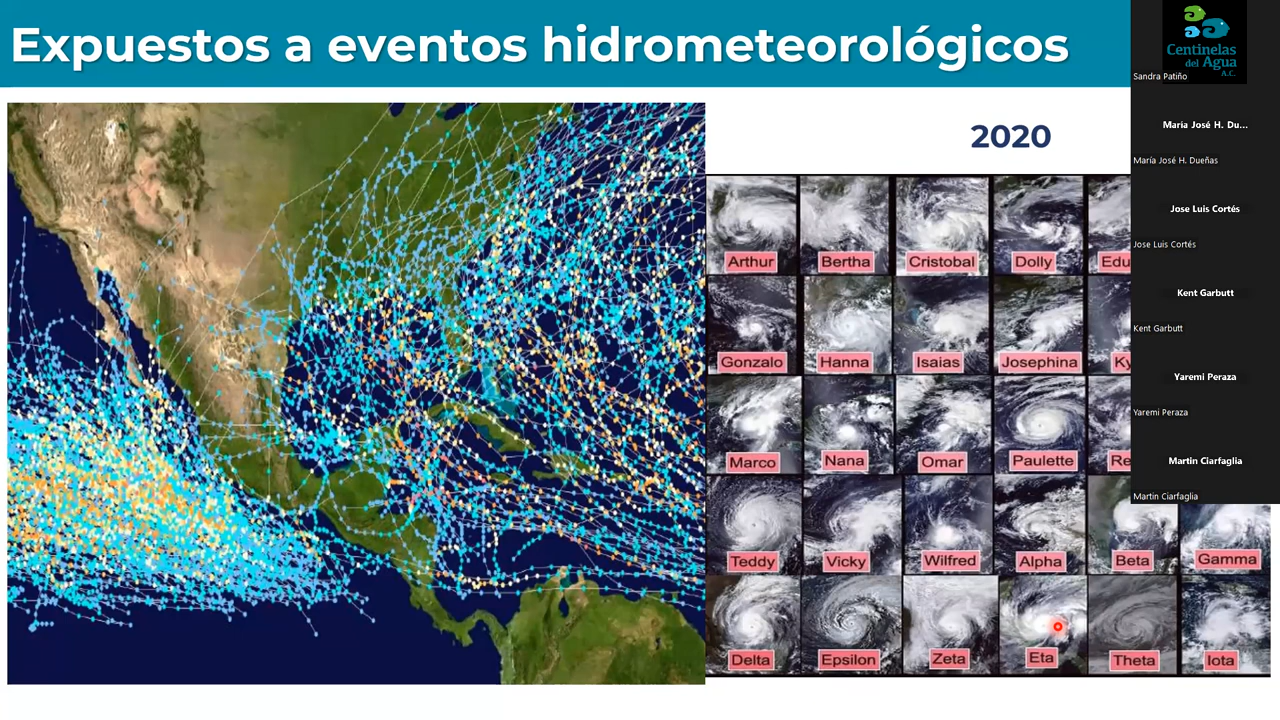 Expuestos a eventos hidrometeorológicos
2020
Arthur
Bertha
Cristobal
Dolly
Edu
Gonzalo
Hanna
Isaias
Josephina
Ky
Marco
Nana
Omar
Paulette
Re
Teddy
Vicky
Wilfred
Alpha
Beta
Gamma
Delta
Epsilon
Zeta
Eta
Theta
Iota
Centinelas
del Agua
A.C.
Sandra Patiño
María José H. Du...
María José H. Dueñas
Jose Luis Cortés
Jose Luis Cortés
Kent Garbutt
Kent Garbutt
Yaremi Peraza
Yaremi Peraza
Martin Ciarfaglia
Martin Ciarfaglia